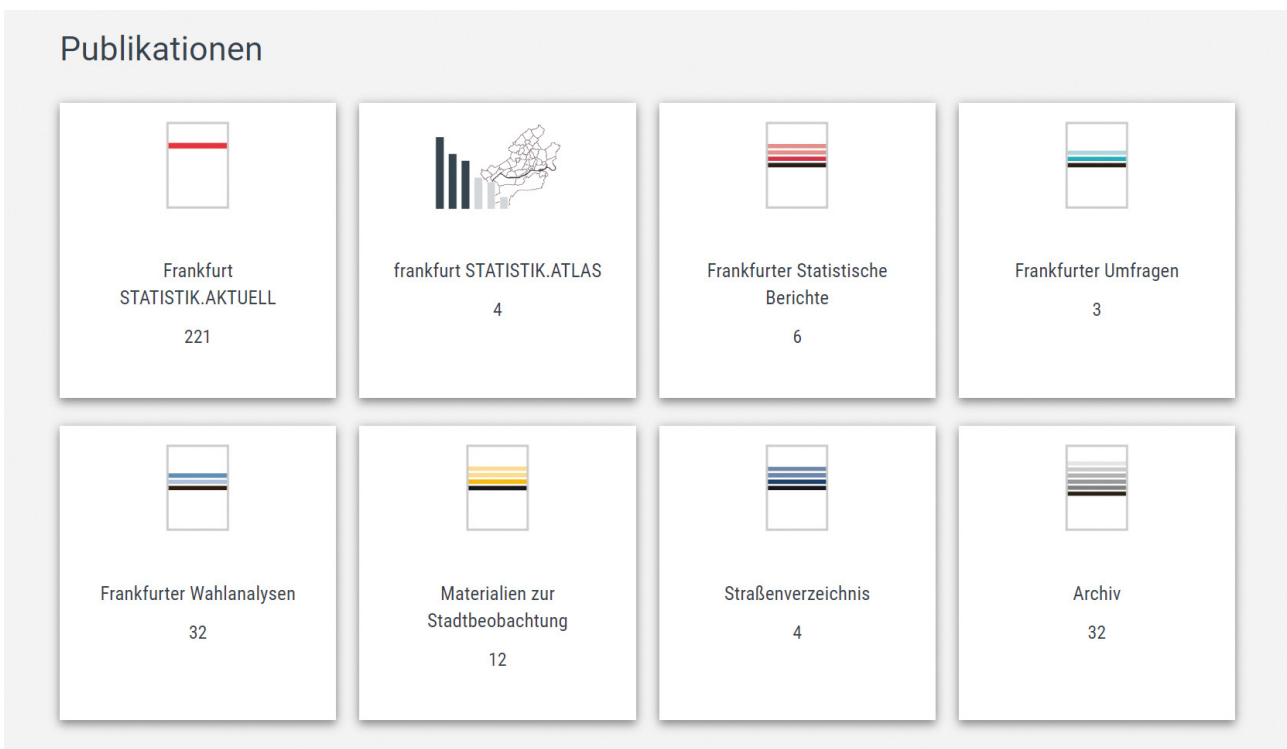 Publikationen
Frankfurt
STATISTIK.AKTUELL
221
frankfurt STATISTIK.ATLAS
4
Frankfurter Statistische
Berichte
6
Frankfurter Umfragen
3
Frankfurter Wahlanalysen
32
Materialien zur
Stadtbeobachtung
12
Straßenverzeichnis
4
Archiv
32